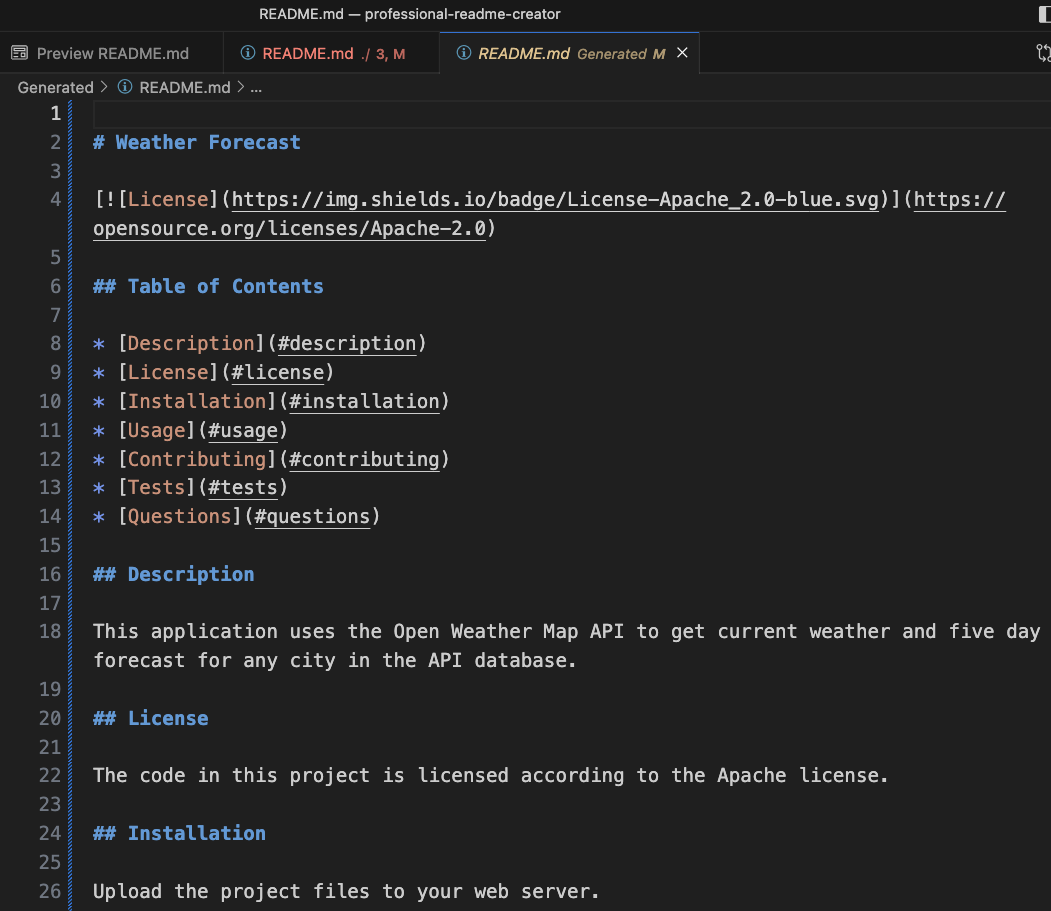 README.md — professional-readme-creator
Preview README.md
README.md ./ 3, M
README.md Generated M
Generated > README.md > ...
1
2 # Weather Forecast
3
4 [![License](https://img.shields.io/badge/License-Apache_2.0-blue.svg)](https://
opensource.org/licenses/Apache-2.0)
5
6 ## Table of Contents
7
8 * [Description](#description)
9 * [License](#license)
10 * [Installation](#installation)
11 * [Usage](#usage)
12 * [Contributing](#contributing)
13 * [Tests](#tests)
14 * [Questions](#questions)
15
16 ## Description
17
18 This application uses the Open Weather Map API to get current weather and five day
forecast for any city in the API database.
19
20 ## License
21
22 The code in this project is licensed according to the Apache license.
23
24 ## Installation
25
26 Upload the project files to your web server.